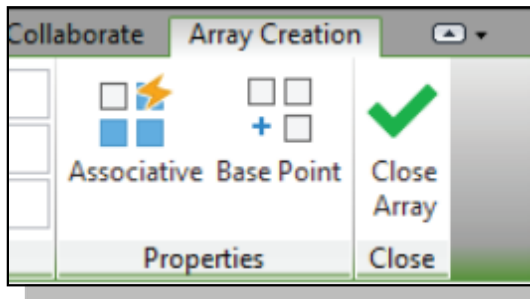 Collaborate Array Creation
Associative Base Point Close Array
Properties Close